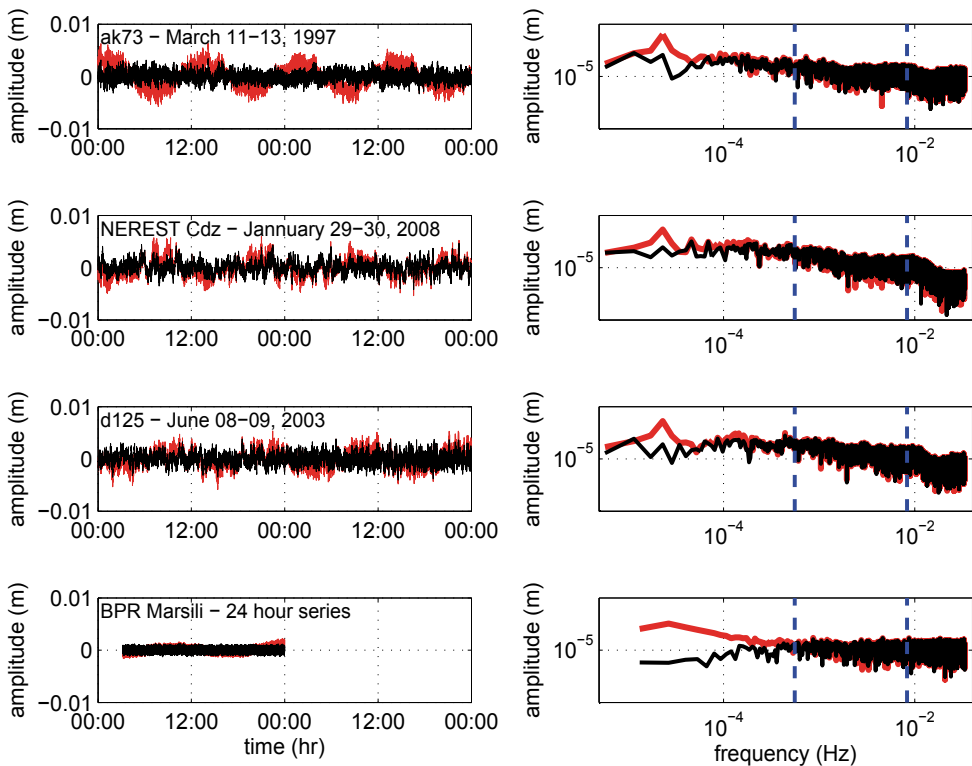 amplitude (m)
0.01
0
−0.01
ak73 − March 11−13, 1997
00:00 12:00 00:00 12:00 00:00
amplitude (m)
10⁻⁵
10⁻⁴ 10⁻²
amplitude (m)
0.01
0
−0.01
NEREST Cdz − Jannuary 29−30, 2008
00:00 12:00 00:00 12:00 00:00
amplitude (m)
10⁻⁵
10⁻⁴ 10⁻²
amplitude (m)
0.01
0
−0.01
d125 − June 08−09, 2003
00:00 12:00 00:00 12:00 00:00
amplitude (m)
10⁻⁵
10⁻⁴ 10⁻²
amplitude (m)
0.01
0
−0.01
BPR Marsili − 24 hour series
00:00 12:00 00:00 12:00 00:00
time (hr)
amplitude (m)
10⁻⁵
10⁻⁴ 10⁻²
frequency (Hz)